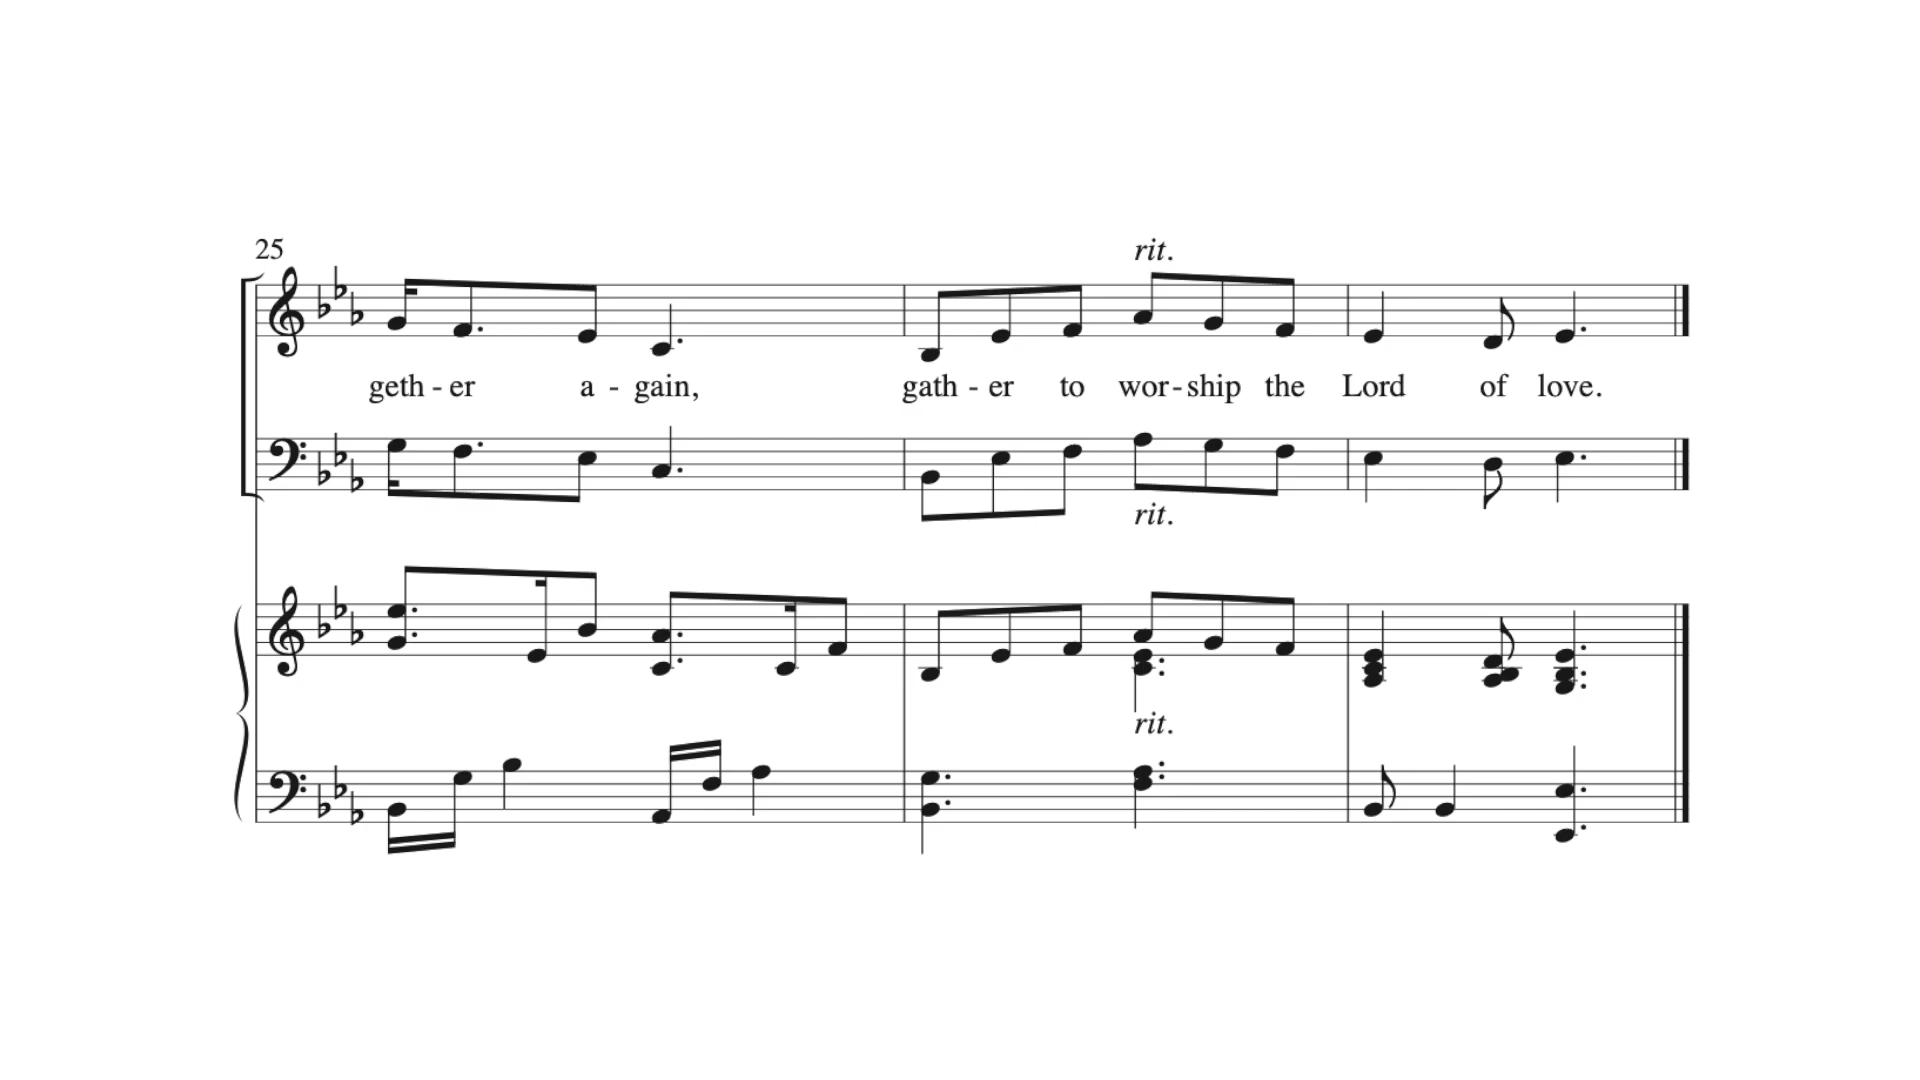 25
rit.
geth - er a - gain, gath - er to wor - ship the Lord of love.
rit.
rit.